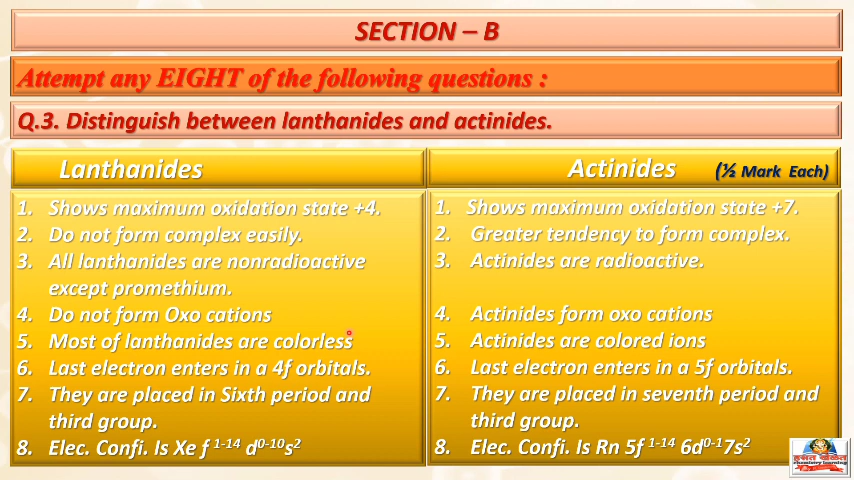 SECTION – B
Attempt any EIGHT of the following questions :
Q.3. Distinguish between lanthanides and actinides.
Lanthanides
1. Shows maximum oxidation state +4.
2. Do not form complex easily.
3. All lanthanides are nonradioactive
except promethium.
4. Do not form Oxo cations
5. Most of lanthanides are colorless
6. Last electron enters in a 4f orbitals.
7. They are placed in Sixth period and
third group.
8. Elec. Confi. Is Xe f 1-14 d0-10s2
Actinides (½ Mark Each)
1. Shows maximum oxidation state +7.
2. Greater tendency to form complex.
3. Actinides are radioactive.
4. Actinides form oxo cations
5. Actinides are colored ions
6. Last electron enters in a 5f orbitals.
7. They are placed in seventh period and
third group.
8. Elec. Confi. Is Rn 5f 1-14 6d0-17s2
हसत खेळत
chemistry learning